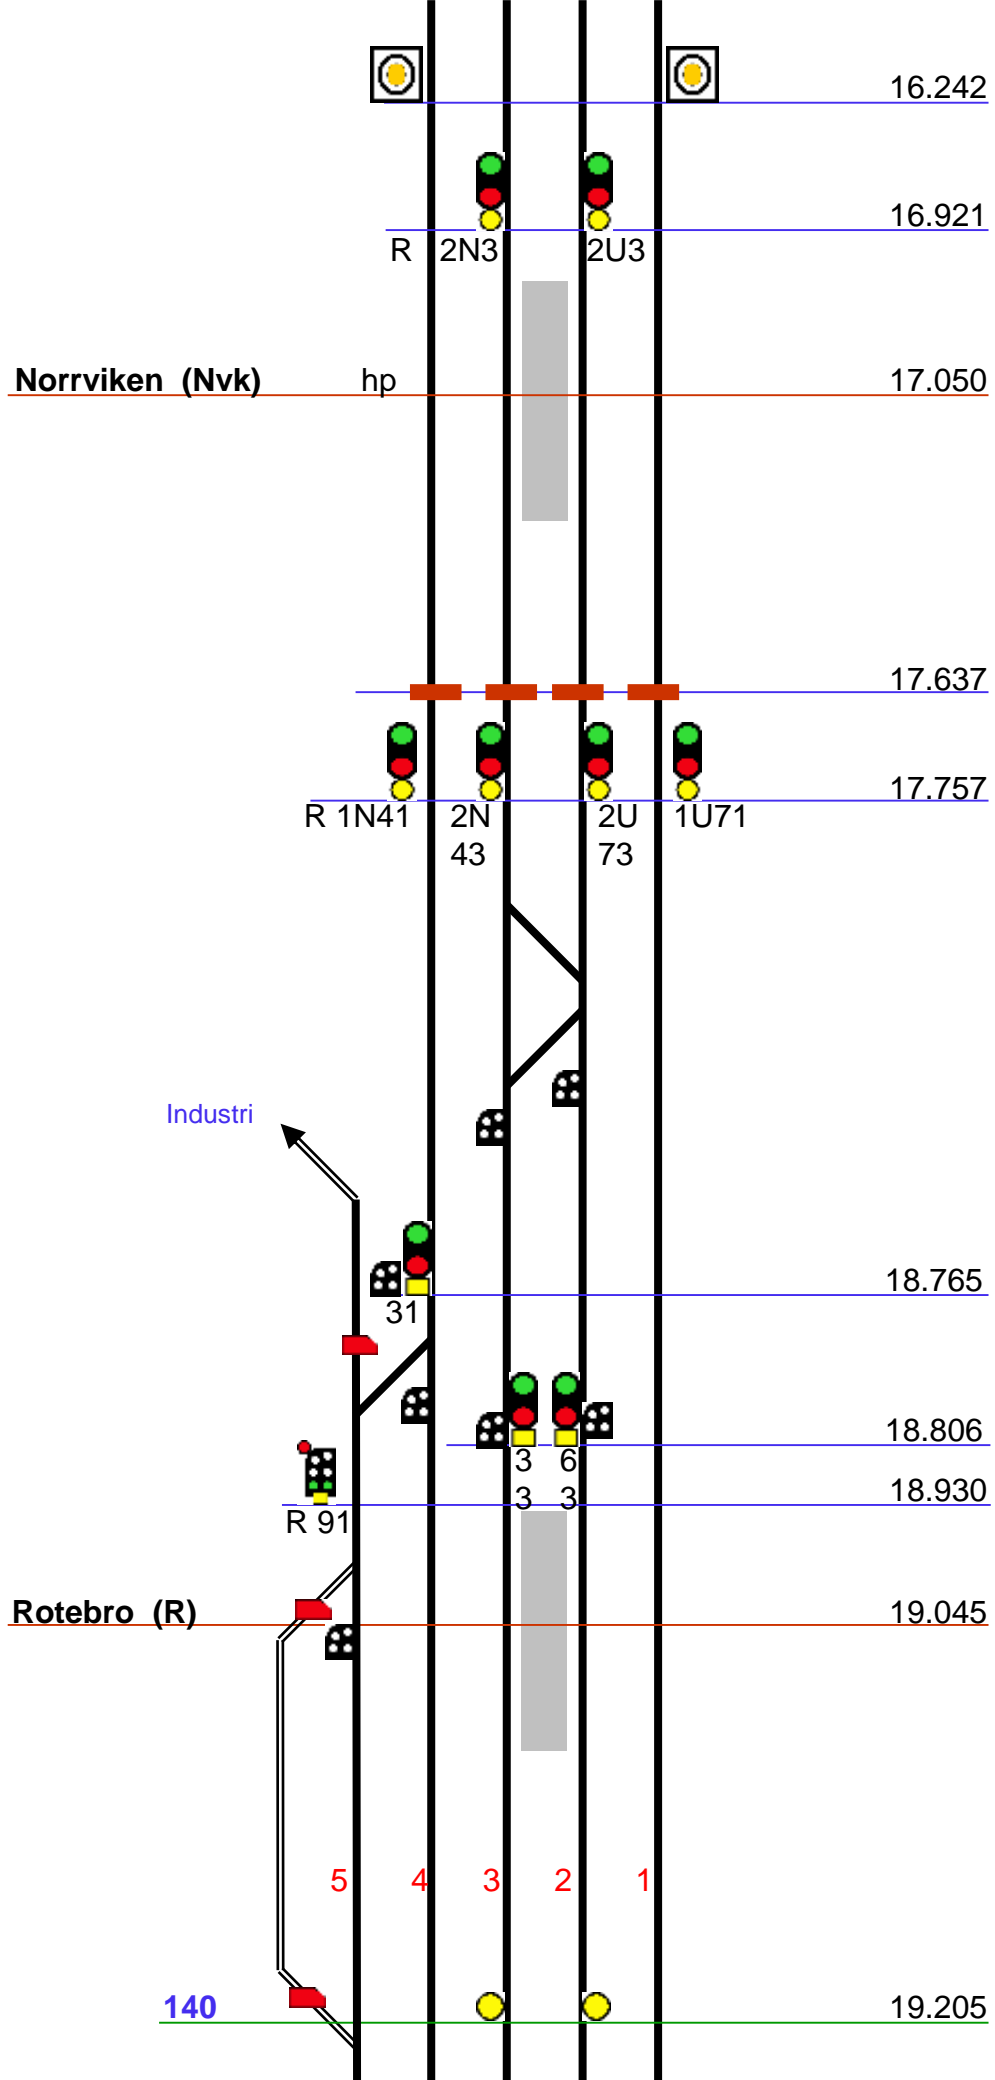 16.242
16.921
R 2N3 2U3
Norrviken (Nvk) hp 17.050
17.637
17.757
R 1N41 2N 2U 1U71
43 73
Industri
18.765
31
18.806
3 6
3 3
18.930
R 91
Rotebro (R) 19.045
5 4 3 2 1
140 19.205